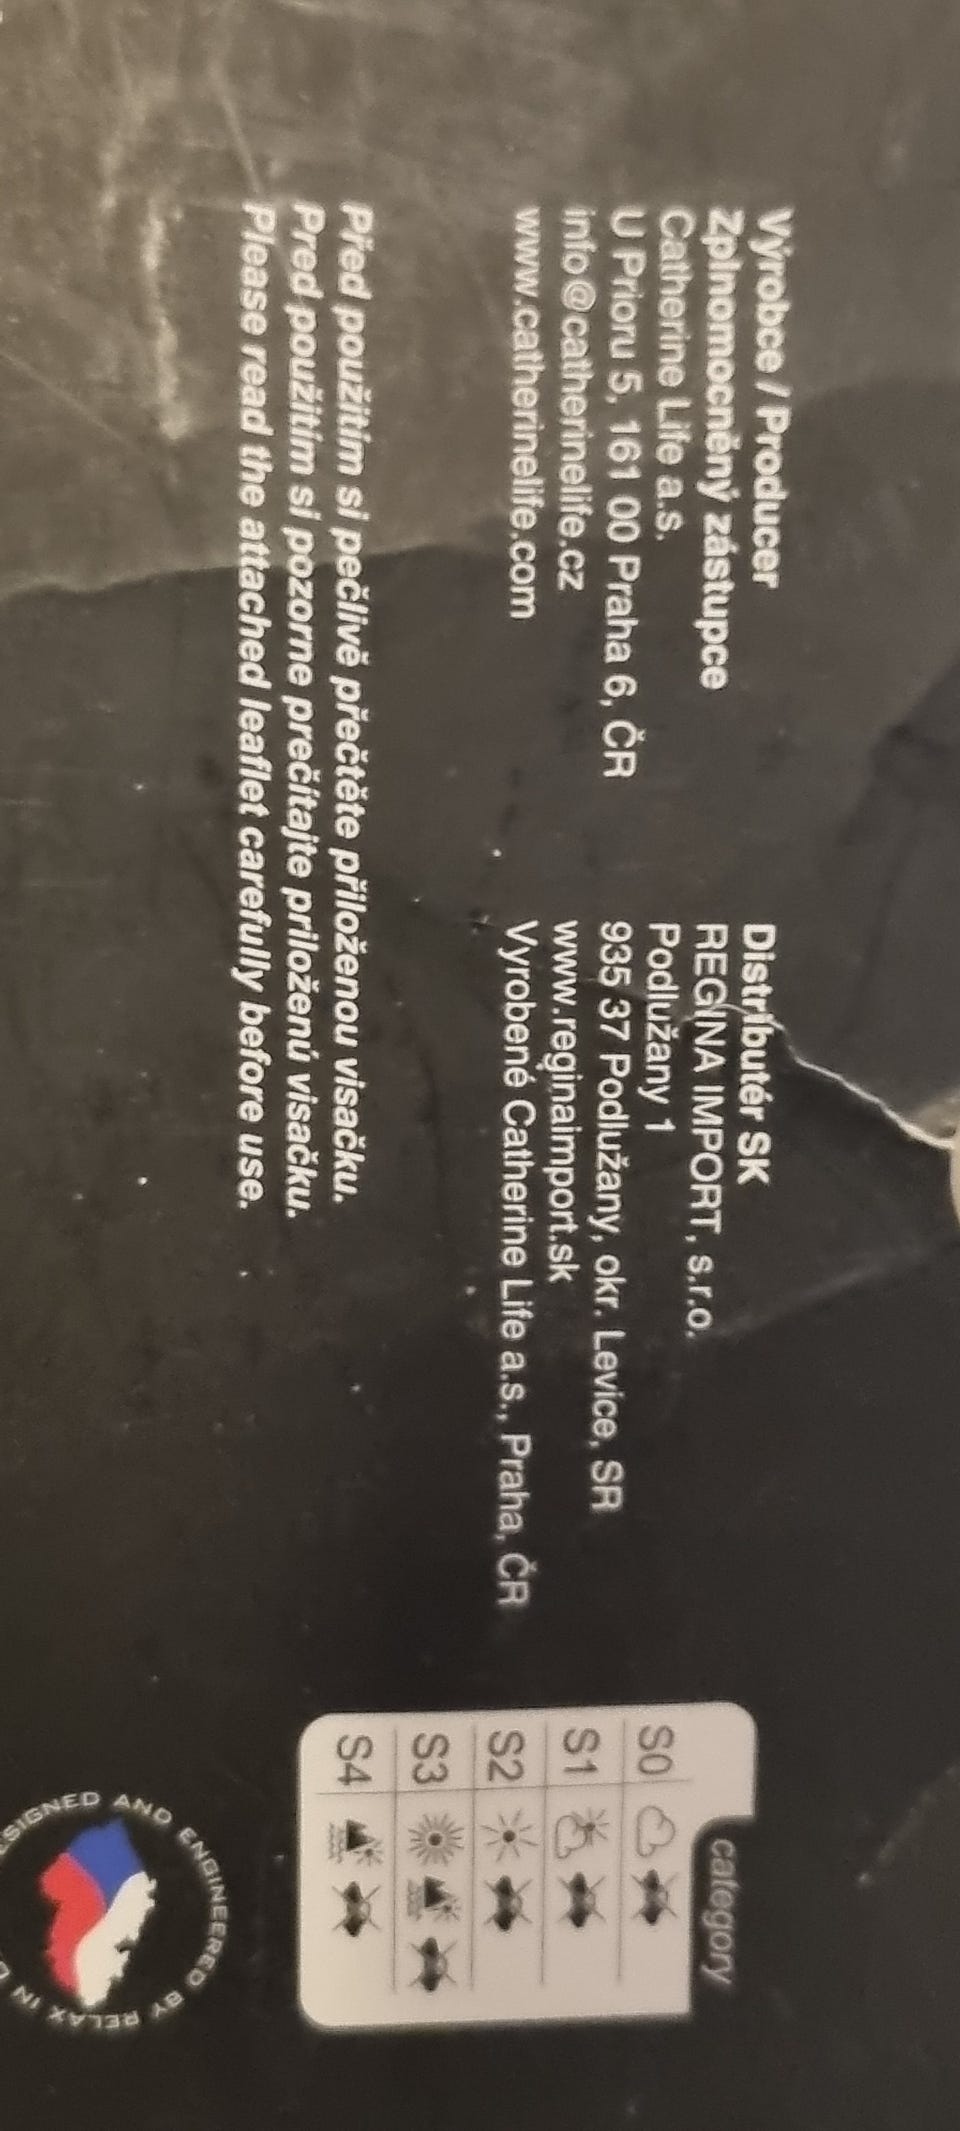 Výrobce / Producer
Zplnomocněný zástupce
Catherine Life a.s.
U Prioru 5, 161 00 Praha 6, ČR
info@catherinelife.cz
www.catherinelife.com
Distributér SK
REGINA IMPORT, s.r.o.
Podlužany 1
935 37 Podlužany, okr. Levice, SR
www.reginaimport.sk
Vyrobené Catherine Life a.s., Praha, ČR
Před použitím si pečlivě přečtěte přiloženou visačku.
Pred použitím si pozorne prečítajte priloženú visačku.
Please read the attached leaflet carefully before use.
category
S0
S1
S2
S3
S4
AND ENGINEERED BY RELAX IN